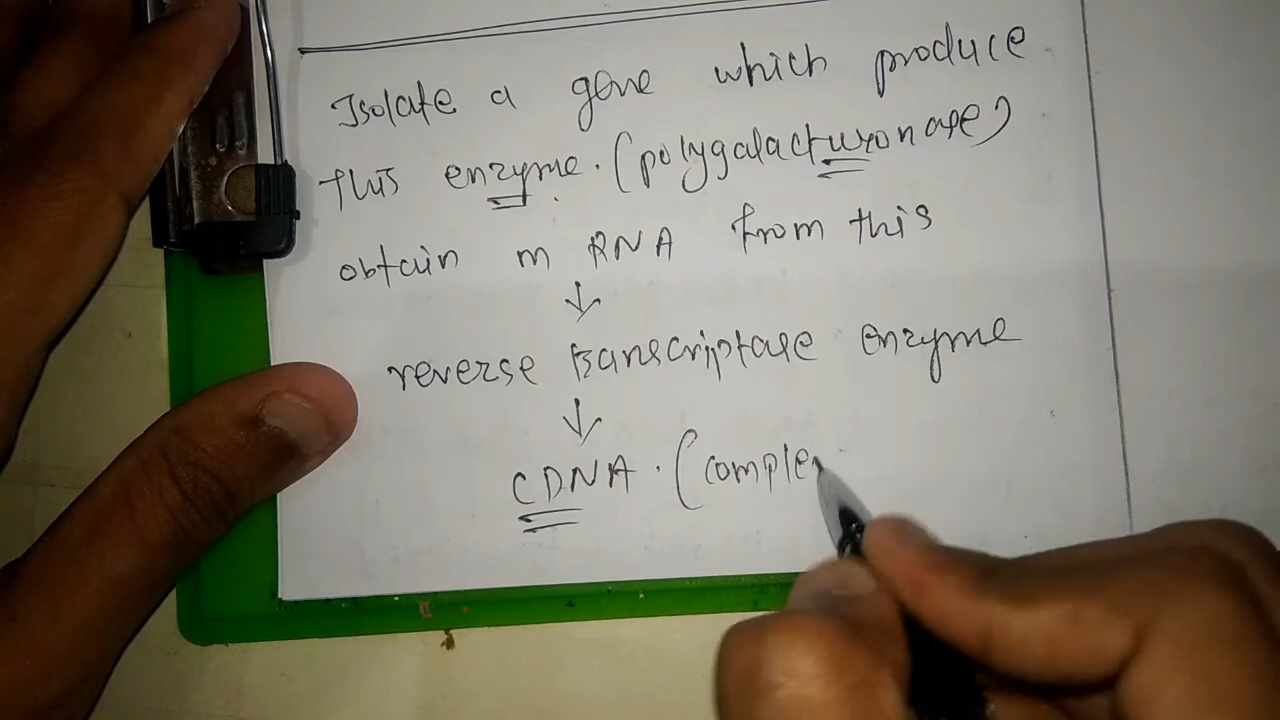 Isolate a gene which produce
this enzyme. (polygalacturonase)
obtain m RNA from this
↓
reverse transcriptase enzyme
↓
CDNA. (comple